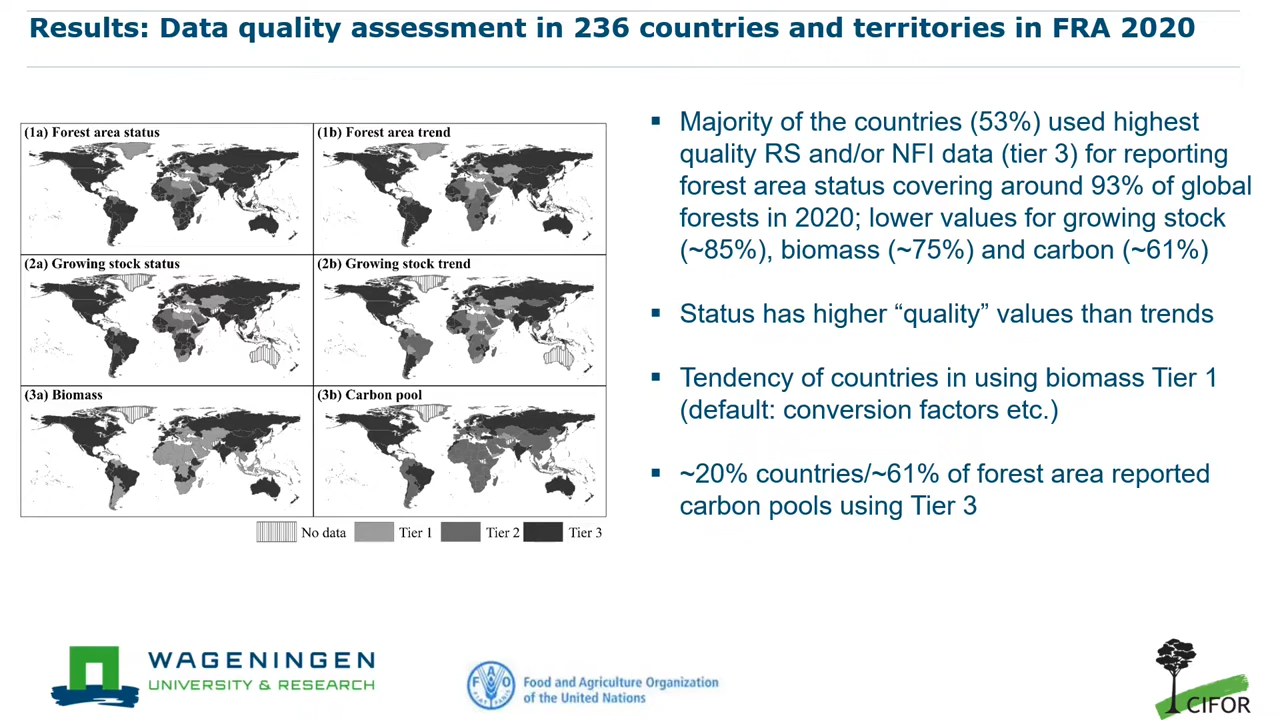 Results: Data quality assessment in 236 countries and territories in FRA 2020
(1a) Forest area status
(1b) Forest area trend
(2a) Growing stock status
(2b) Growing stock trend
(3a) Biomass
(3b) Carbon pool
No data
Tier 1
Tier 2
Tier 3
▪ Majority of the countries (53%) used highest
quality RS and/or NFI data (tier 3) for reporting
forest area status covering around 93% of global
forests in 2020; lower values for growing stock
(~85%), biomass (~75%) and carbon (~61%)
▪ Status has higher “quality” values than trends
▪ Tendency of countries in using biomass Tier 1
(default: conversion factors etc.)
▪ ~20% countries/~61% of forest area reported
carbon pools using Tier 3
WAGENINGEN
UNIVERSITY & RESEARCH
F A O
FIAT PANIS
Food and Agriculture Organization
of the United Nations
CIFOR